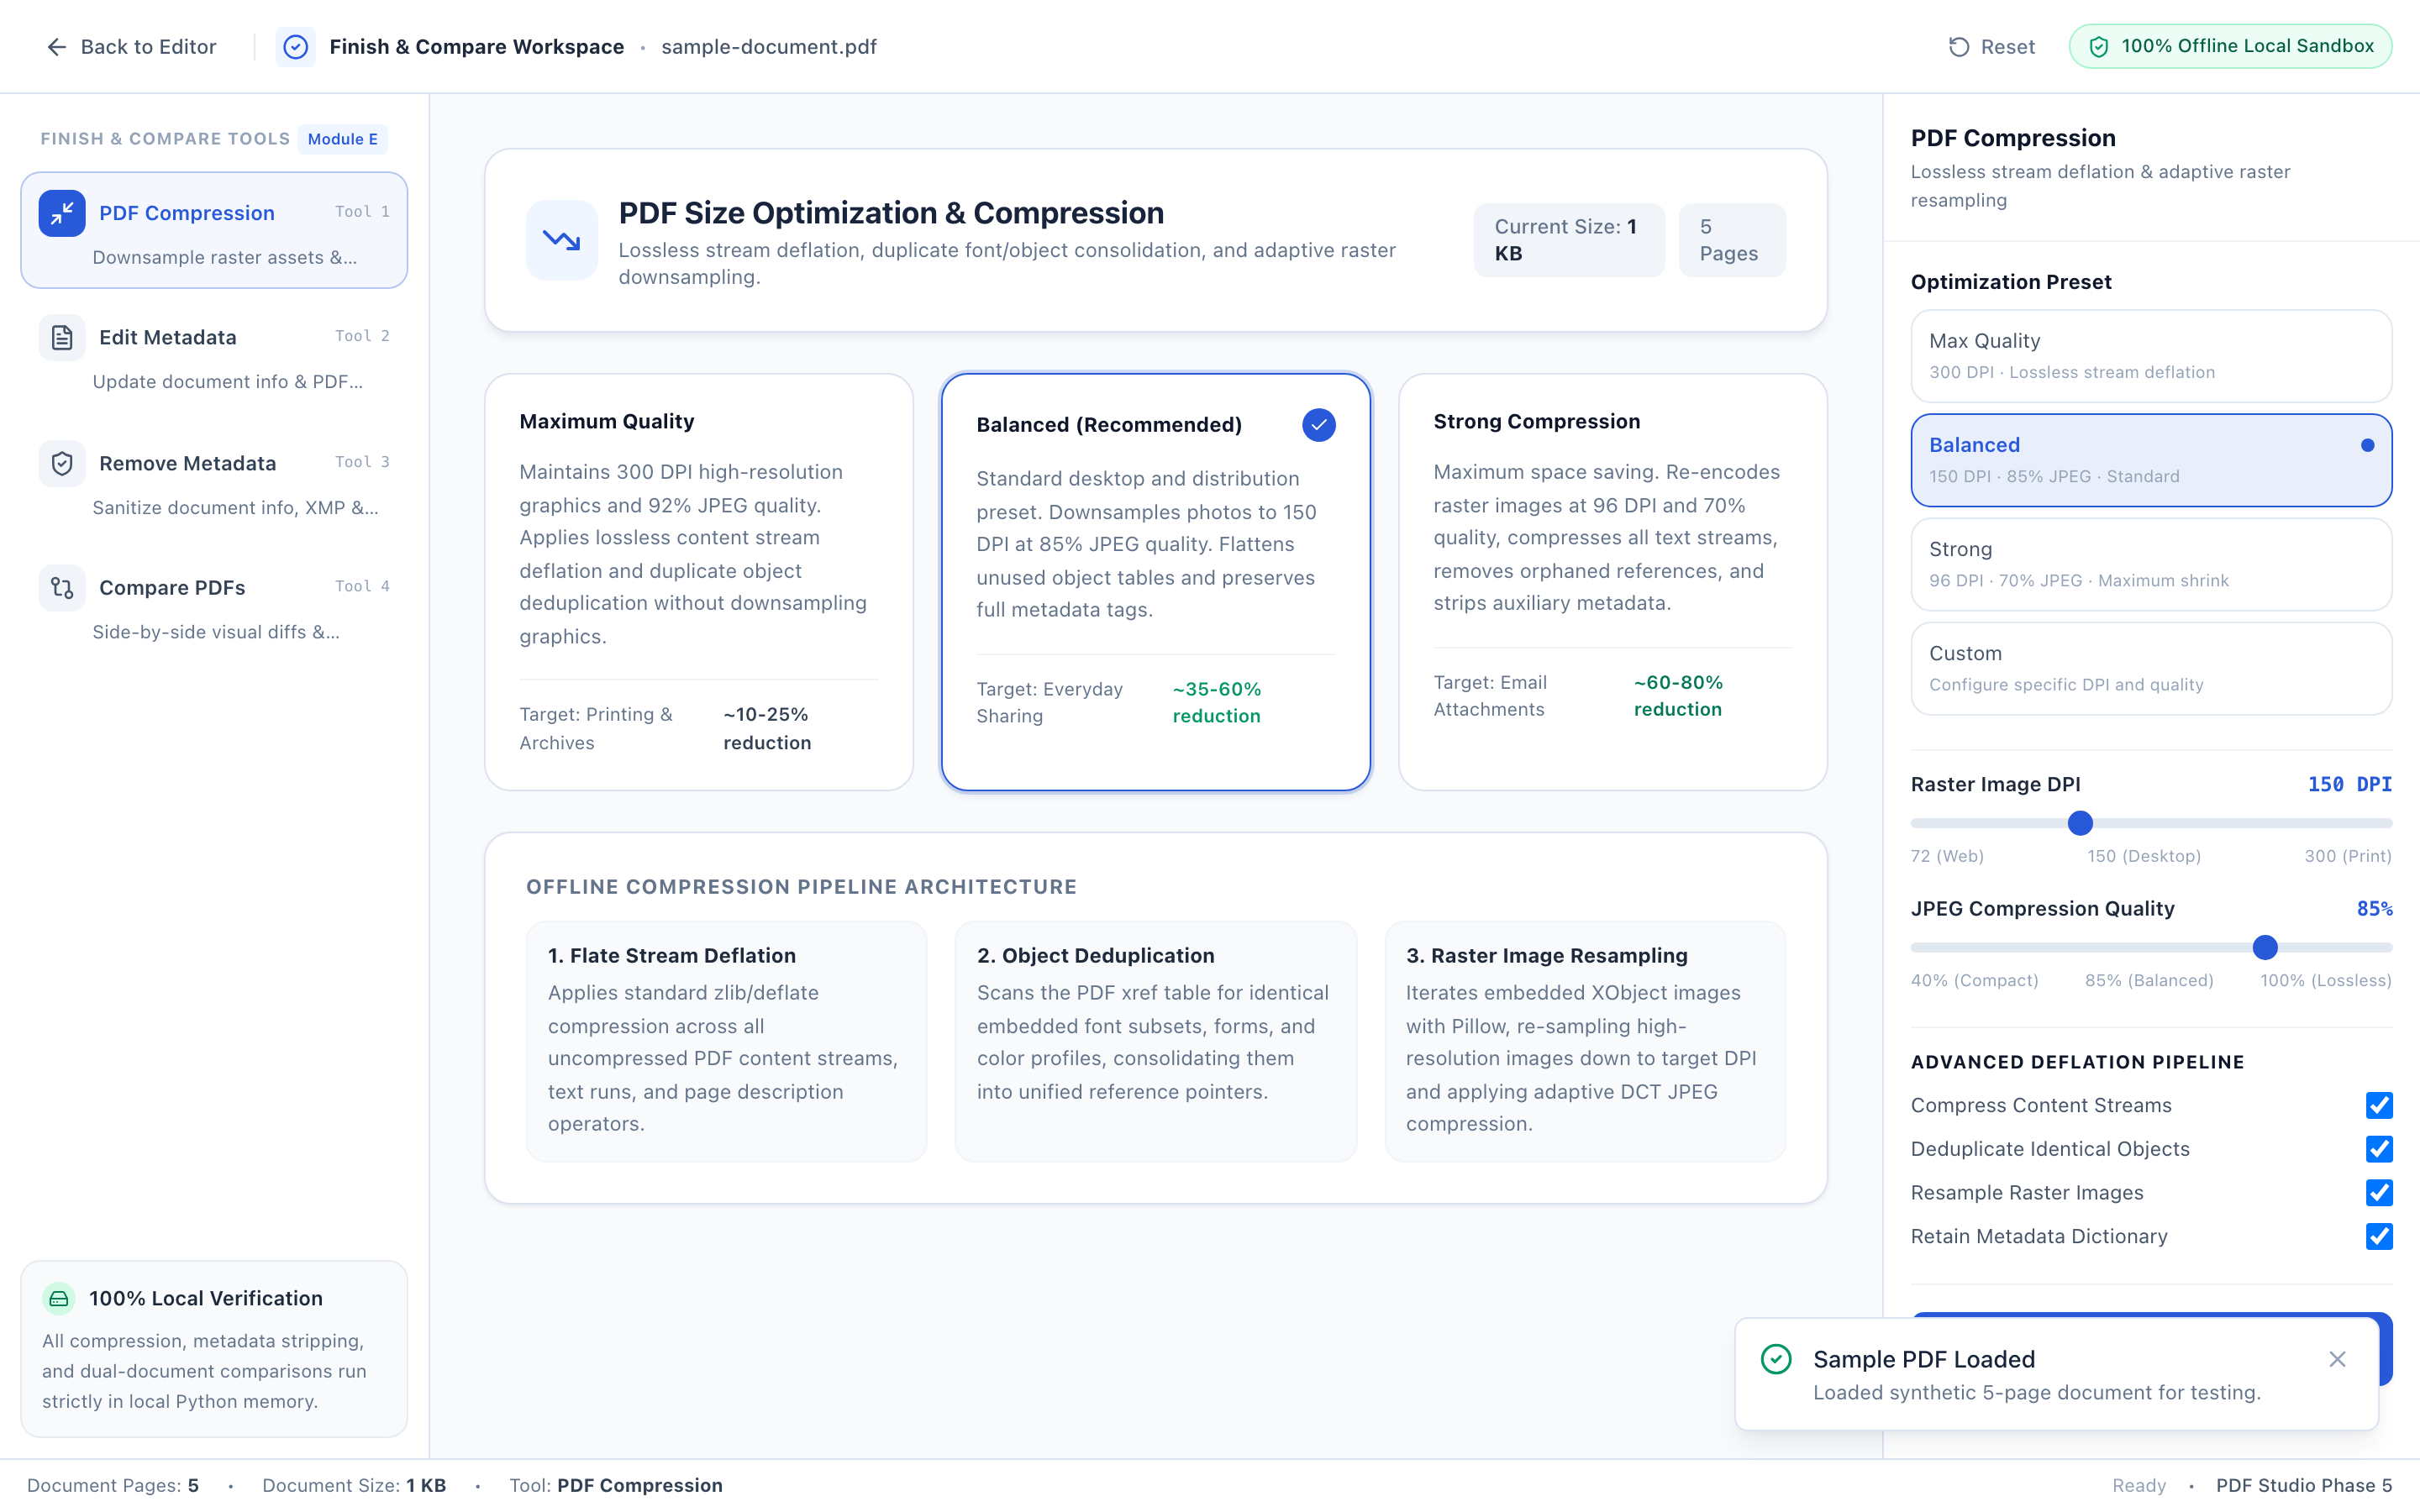 Back to Editor
Finish & Compare Workspace • sample-document.pdf
Reset
100% Offline Local Sandbox
FINISH & COMPARE TOOLS
Module E
PDF Compression
Tool 1
Downsample raster assets &...
Edit Metadata
Tool 2
Update document info & PDF...
Remove Metadata
Tool 3
Sanitize document info, XMP &...
Compare PDFs
Tool 4
Side-by-side visual diffs &...
100% Local Verification
All compression, metadata stripping,
and dual-document comparisons run
strictly in local Python memory.
PDF Size Optimization & Compression
Lossless stream deflation, duplicate font/object consolidation, and adaptive raster
downsampling.
Current Size: 1
KB
5
Pages
Maximum Quality
Maintains 300 DPI high-resolution
graphics and 92% JPEG quality.
Applies lossless content stream
deflation and duplicate object
deduplication without downsampling
graphics.
Target: Printing &
Archives
~10-25%
reduction
Balanced (Recommended)
Standard desktop and distribution
preset. Downsamples photos to 150
DPI at 85% JPEG quality. Flattens
unused object tables and preserves
full metadata tags.
Target: Everyday
Sharing
~35-60%
reduction
Strong Compression
Maximum space saving. Re-encodes
raster images at 96 DPI and 70%
quality, compresses all text streams,
removes orphaned references, and
strips auxiliary metadata.
Target: Email
Attachments
~60-80%
reduction
OFFLINE COMPRESSION PIPELINE ARCHITECTURE
1. Flate Stream Deflation
Applies standard zlib/deflate
compression across all
uncompressed PDF content streams,
text runs, and page description
operators.
2. Object Deduplication
Scans the PDF xref table for identical
embedded font subsets, forms, and
color profiles, consolidating them
into unified reference pointers.
3. Raster Image Resampling
Iterates embedded XObject images
with Pillow, re-sampling high-
resolution images down to target DPI
and applying adaptive DCT JPEG
compression.
PDF Compression
Lossless stream deflation & adaptive raster
resampling
Optimization Preset
Max Quality
300 DPI · Lossless stream deflation
Balanced
150 DPI · 85% JPEG · Standard
Strong
96 DPI · 70% JPEG · Maximum shrink
Custom
Configure specific DPI and quality
Raster Image DPI
150 DPI
72 (Web)
150 (Desktop)
300 (Print)
JPEG Compression Quality
85%
40% (Compact)
85% (Balanced)
100% (Lossless)
ADVANCED DEFLATION PIPELINE
Compress Content Streams
Deduplicate Identical Objects
Resample Raster Images
Retain Metadata Dictionary
Sample PDF Loaded
Loaded synthetic 5-page document for testing.
Document Pages: 5 • Document Size: 1 KB • Tool: PDF Compression
Ready • PDF Studio Phase 5